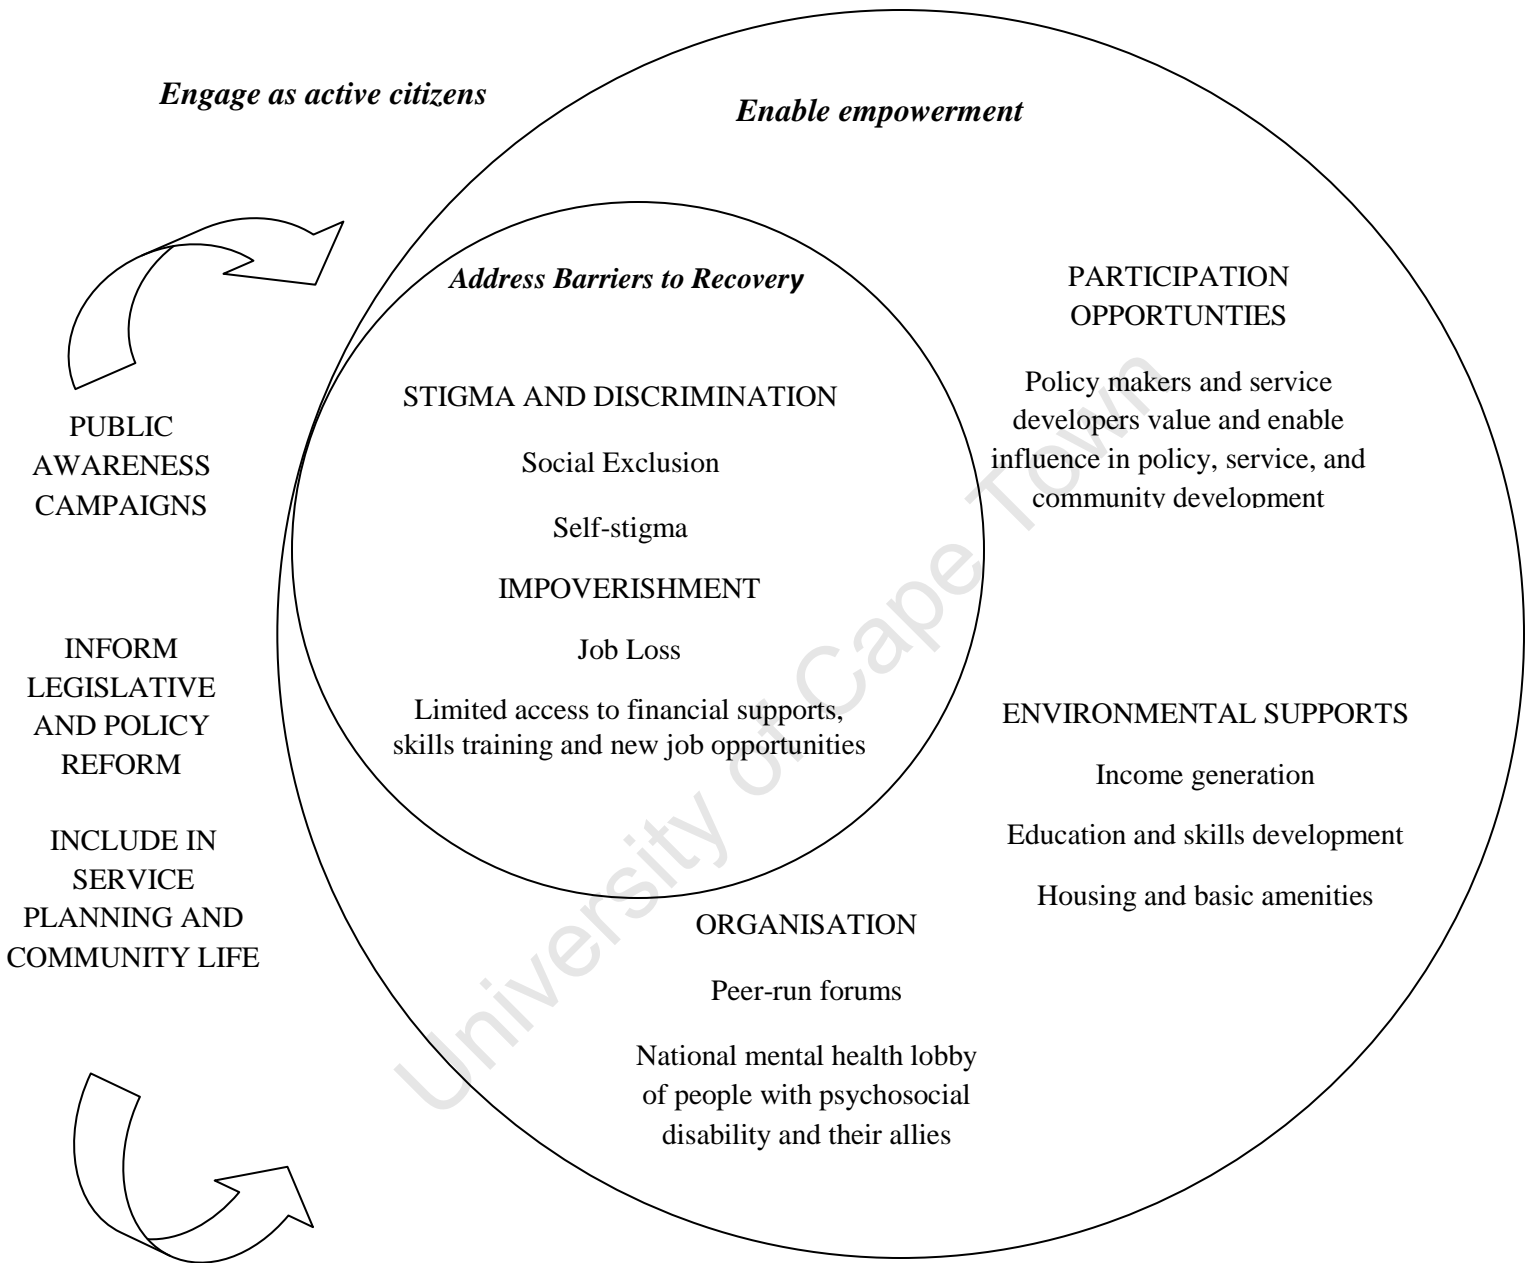 Engage as active citizens
Enable empowerment
Address Barriers to Recovery
STIGMA AND DISCRIMINATION
Social Exclusion
Self-stigma
IMPOVERISHMENT
Job Loss
Limited access to financial supports,
skills training and new job opportunities
PARTICIPATION
OPPORTUNTIES
Policy makers and service
developers value and enable
influence in policy, service, and
community development
ENVIRONMENTAL SUPPORTS
Income generation
Education and skills development
Housing and basic amenities
ORGANISATION
Peer-run forums
National mental health lobby
of people with psychosocial
disability and their allies
PUBLIC
AWARENESS
CAMPAIGNS
INFORM
LEGISLATIVE
AND POLICY
REFORM
INCLUDE IN
SERVICE
PLANNING AND
COMMUNITY LIFE
University of Cape Town